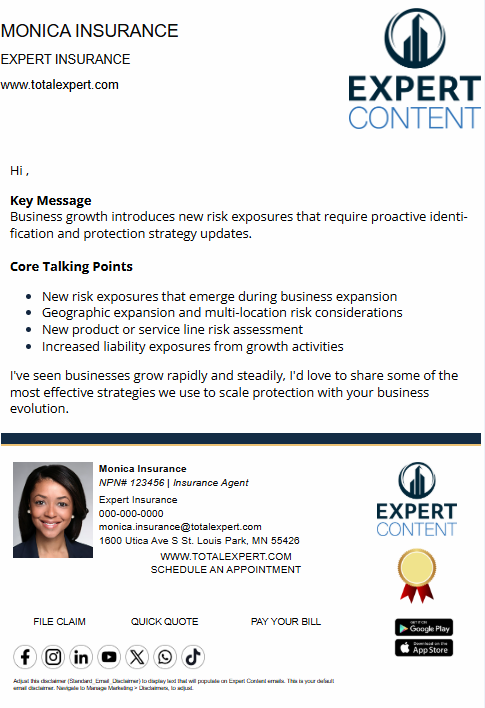 MONICA INSURANCE
EXPERT INSURANCE
www.totalexpert.com
EXPERT
CONTENT
Hi ,
Key Message
Business growth introduces new risk exposures that require proactive identi-
fication and protection strategy updates.
Core Talking Points
• New risk exposures that emerge during business expansion
• Geographic expansion and multi-location risk considerations
• New product or service line risk assessment
• Increased liability exposures from growth activities
I've seen businesses grow rapidly and steadily, I'd love to share some of the
most effective strategies we use to scale protection with your business
evolution.
Monica Insurance
NPN# 123456 | Insurance Agent
Expert Insurance
000-000-0000
monica.insurance@totalexpert.com
1600 Utica Ave S St. Louis Park, MN 55426
WWW.TOTALEXPERT.COM
SCHEDULE AN APPOINTMENT
EXPERT
CONTENT
FILE CLAIM QUICK QUOTE PAY YOUR BILL
GET IT ON
Google Play
Download on the
App Store
Adjust this disclaimer (Standard_Email_Disclaimer) to display text that will populate on Expert Content emails. This is your default
email disclaimer. Navigate to Manage Marketing > Disclaimers, to adjust.